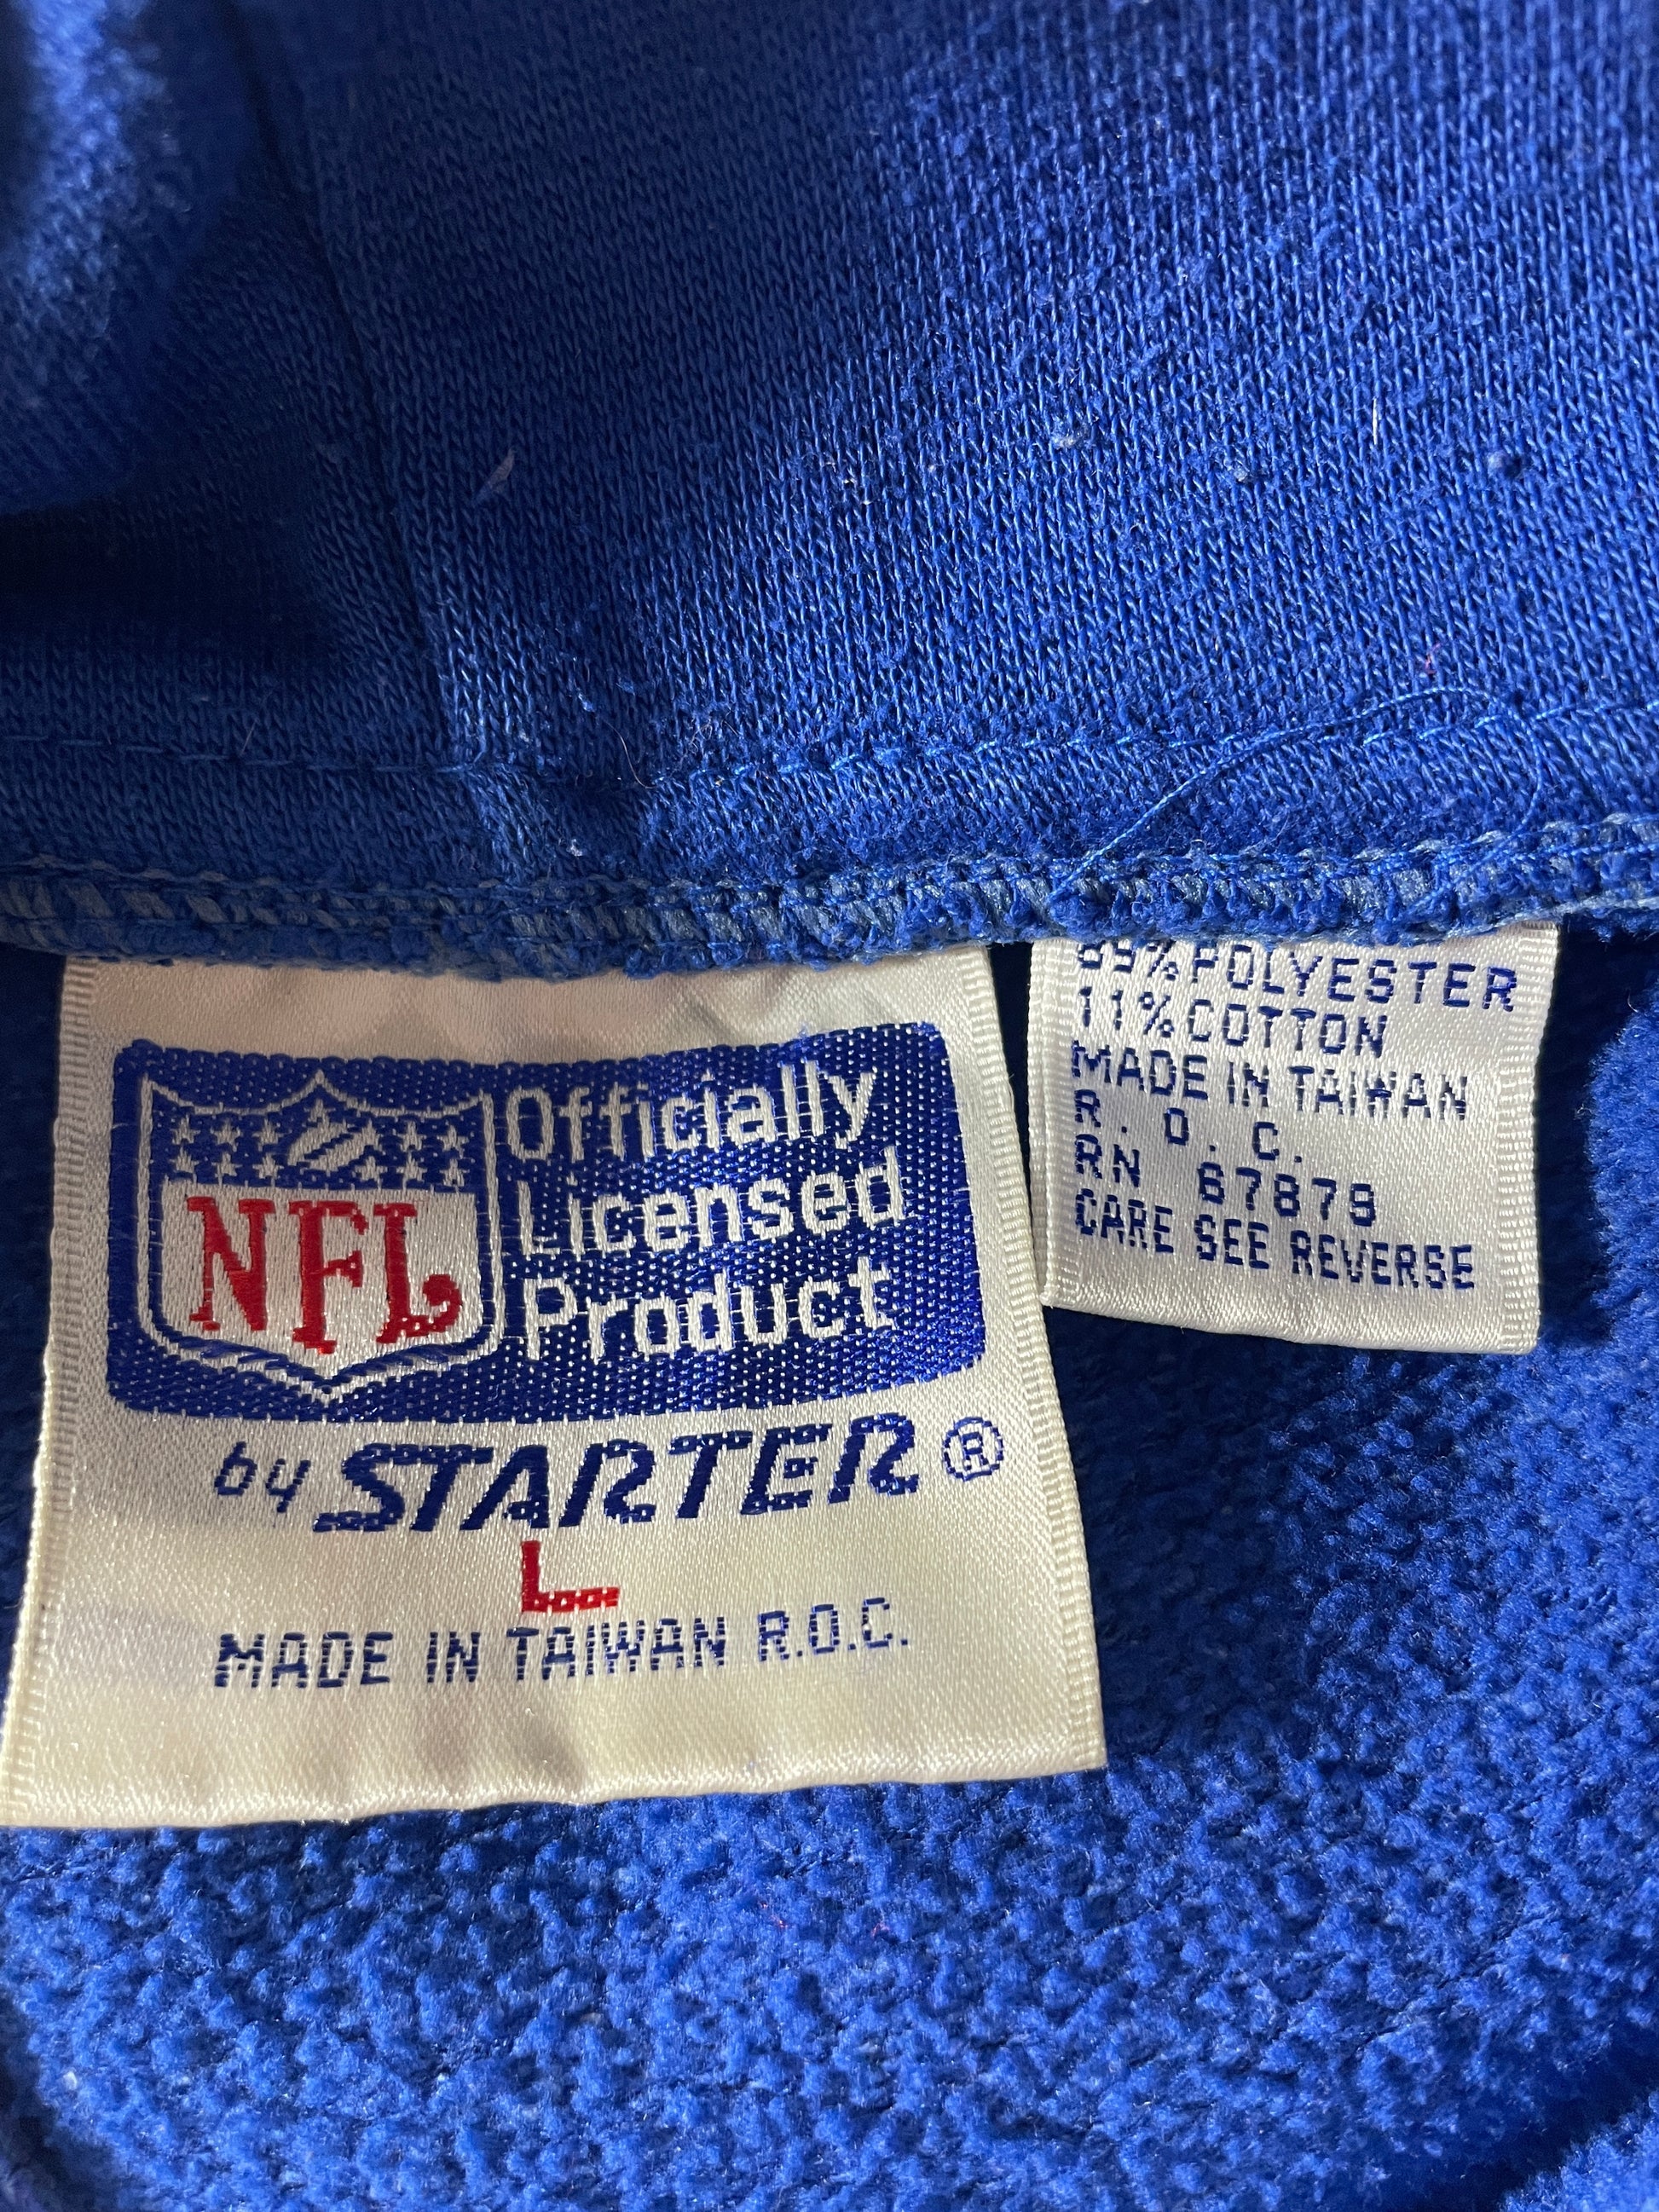 NFL
Officially
Licensed
Product
by STARTER ®
L
MADE IN TAIWAN R.O.C.
89% POLYESTER
11% COTTON
MADE IN TAIWAN
R. O. C.
RN 67879
CARE SEE REVERSE